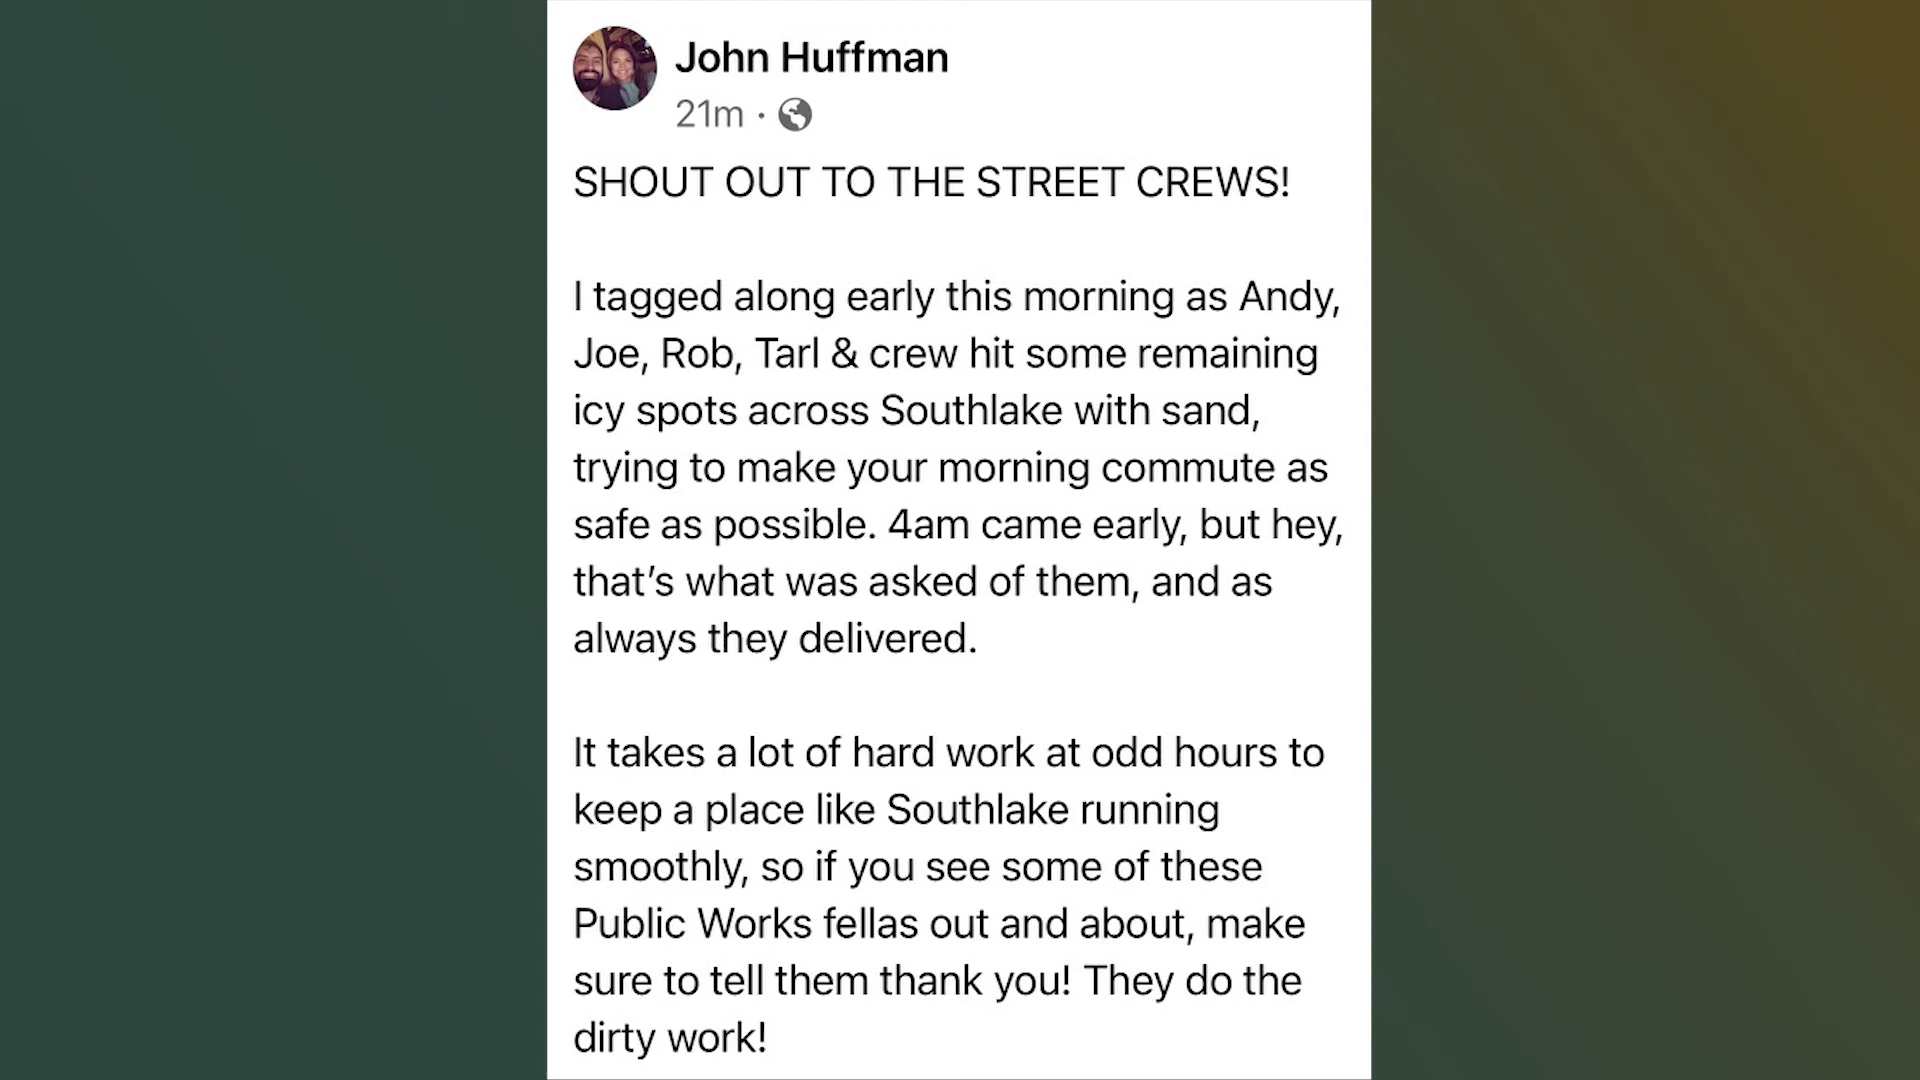 John Huffman
21m ·
SHOUT OUT TO THE STREET CREWS!
I tagged along early this morning as Andy,
Joe, Rob, Tarl & crew hit some remaining
icy spots across Southlake with sand,
trying to make your morning commute as
safe as possible. 4am came early, but hey,
that’s what was asked of them, and as
always they delivered.
It takes a lot of hard work at odd hours to
keep a place like Southlake running
smoothly, so if you see some of these
Public Works fellas out and about, make
sure to tell them thank you! They do the
dirty work!